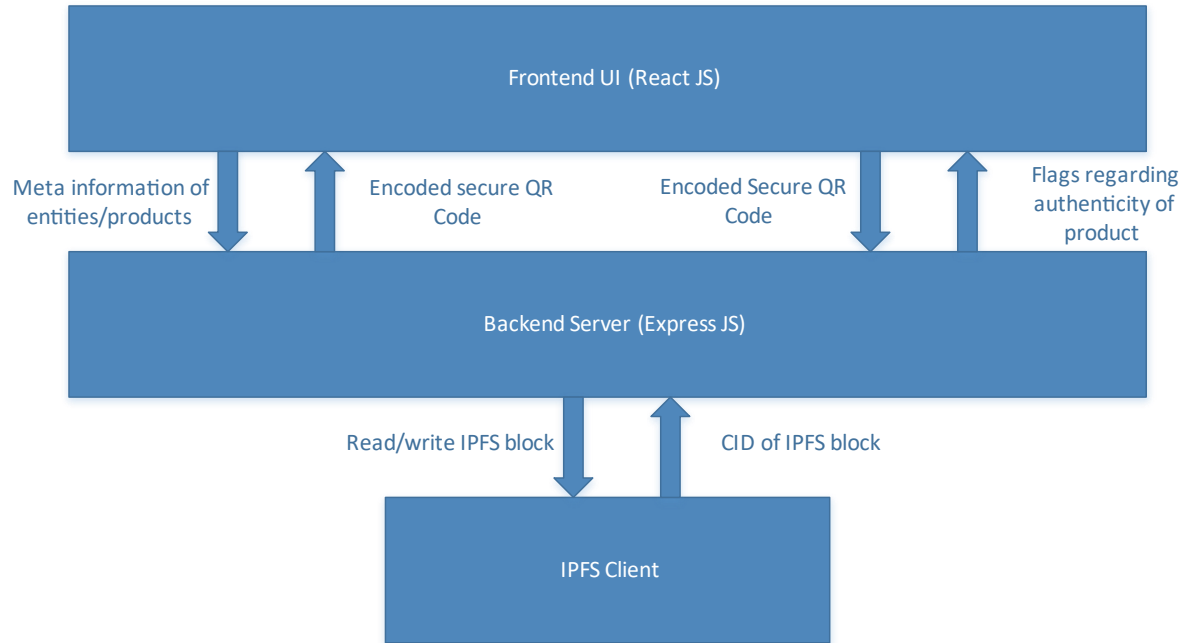 Frontend UI (React JS)
Meta information of
entities/products
Encoded secure QR
Code
Encoded Secure QR
Code
Flags regarding
authenticity of
product
Backend Server (Express JS)
Read/write IPFS block
CID of IPFS block
IPFS Client